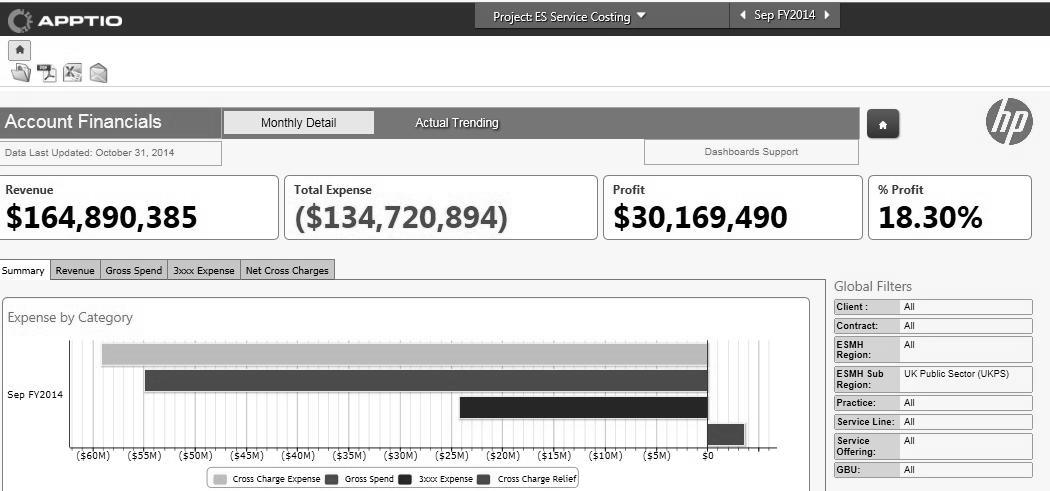 APPTIO
Project: ES Service Costing
Sep FY2014
Account Financials
Monthly Detail
Actual Trending
hp
Data Last Updated: October 31, 2014
Dashboards Support
Revenue
$164,890,385
Total Expense
($134,720,894)
Profit
$30,169,490
% Profit
18.30%
Summary
Revenue
Gross Spend
3xxx Expense
Net Cross Charges
Expense by Category
Sep FY2014
($60M) ($55M) ($50M) ($45M) ($40M) ($35M) ($30M) ($25M) ($20M) ($15M) ($10M) ($5M) $0
Cross Charge Expense Gross Spend 3xxx Expense Cross Charge Relief
Global Filters
Client : All
Contract: All
ESMH Region: All
ESMH Sub Region: UK Public Sector (UKPS)
Practice: All
Service Line: All
Service Offering: All
GBU: All